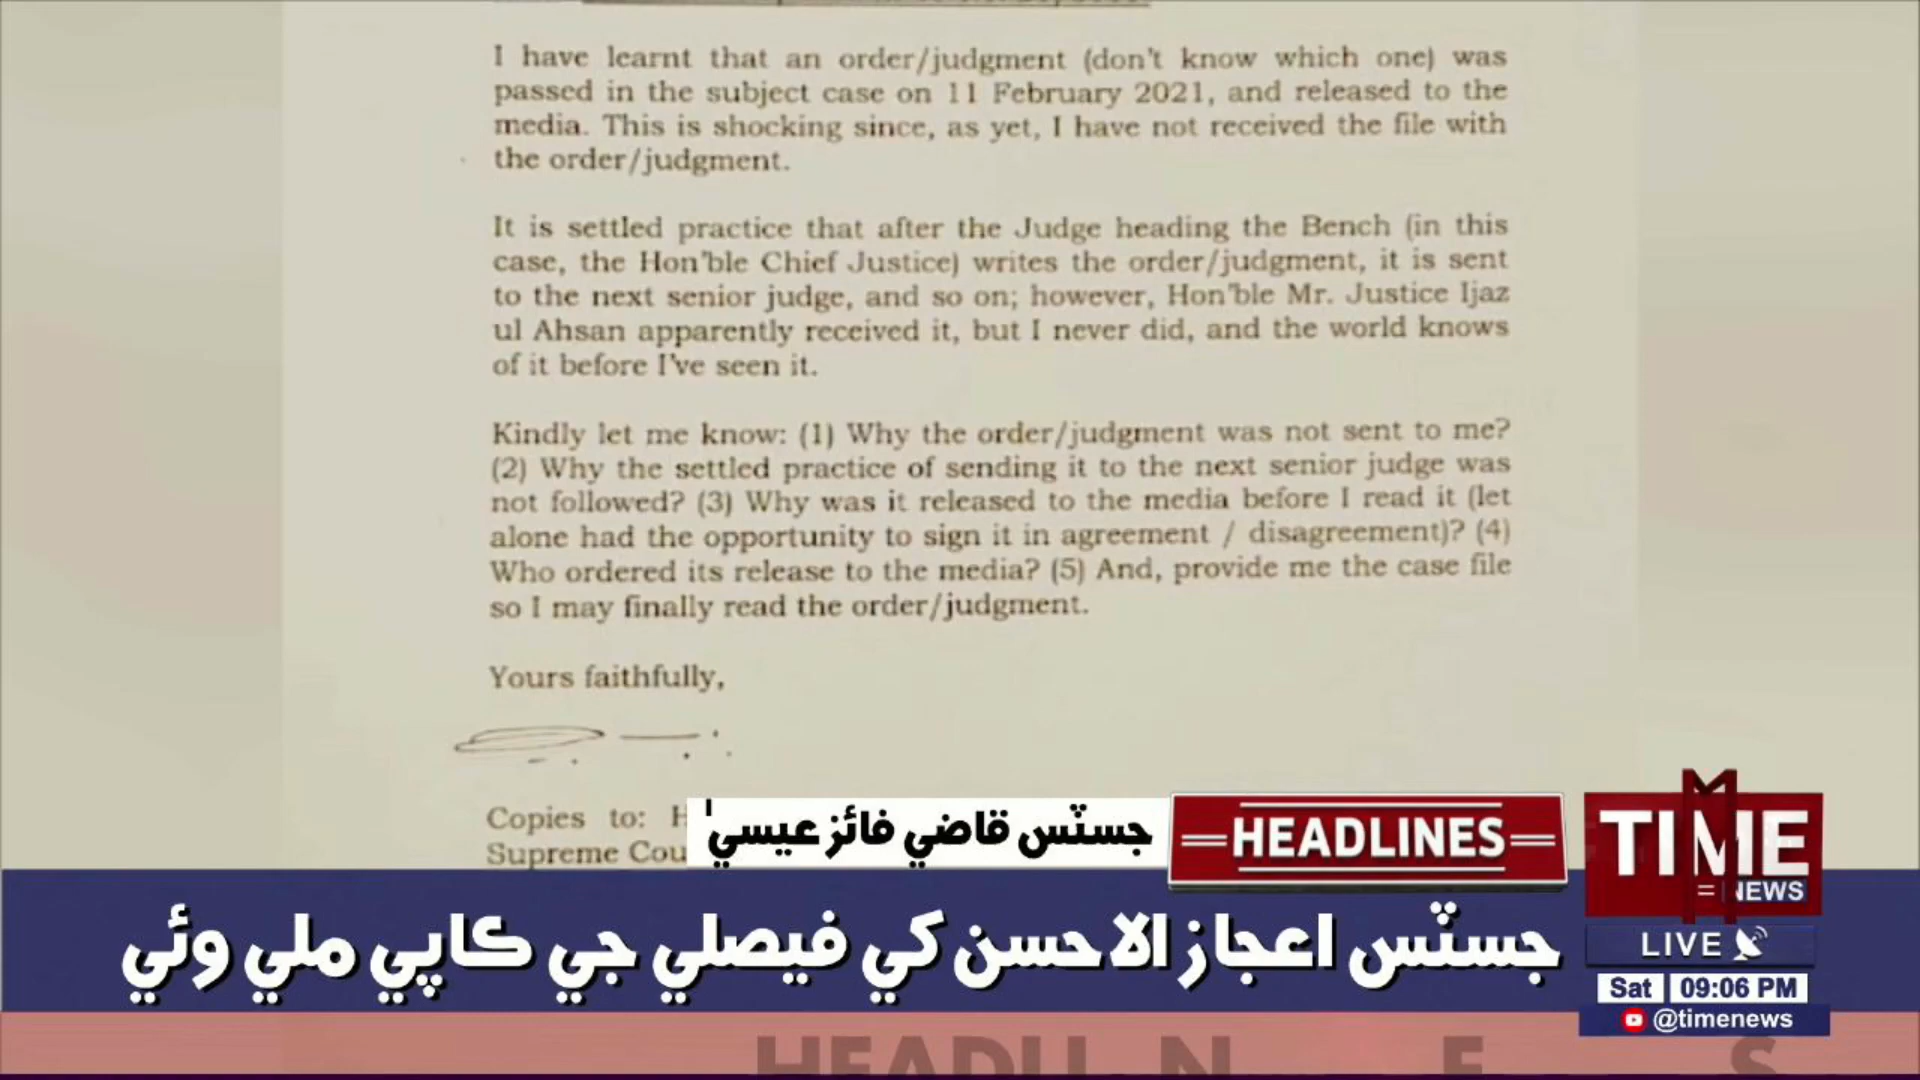 I have learnt that an order/judgment (don't know which one) was
passed in the subject case on 11 February 2021, and released to the
media. This is shocking since, as yet, I have not received the file with
the order/judgment.
It is settled practice that after the Judge heading the Bench (in this
case, the Hon'ble Chief Justice) writes the order/judgment, it is sent
to the next senior judge, and so on; however, Hon'ble Mr. Justice Ijaz
ul Ahsan apparently received it, but I never did, and the world knows
of it before I've seen it.
Kindly let me know: (1) Why the order/judgment was not sent to me?
(2) Why the settled practice of sending it to the next senior judge was
not followed? (3) Why was it released to the media before I read it (let
alone had the opportunity to sign it in agreement / disagreement)? (4)
Who ordered its release to the media? (5) And, provide me the case file
so I may finally read the order/judgment.
Yours faithfully,
Copies to:
Supreme
جسٽس قاضي فائز عيسيٰ
HEADLINES
TIME
NEWS
جسٽس اعجاز الاحسن کي فيصلي جي ڪاپي ملي وئي
LIVE
Sat 09:06 PM
@timenews